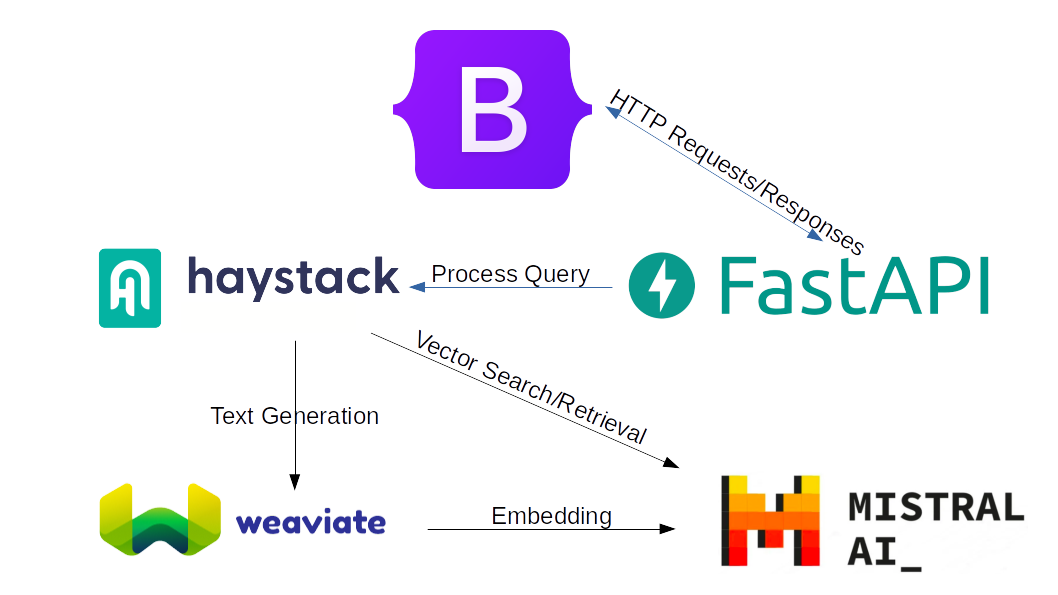 B
HTTP Requests/Responses
haystack
Process Query
FastAPI
Vector Search/Retrieval
Text Generation
weaviate
Embedding
MISTRAL
AI_